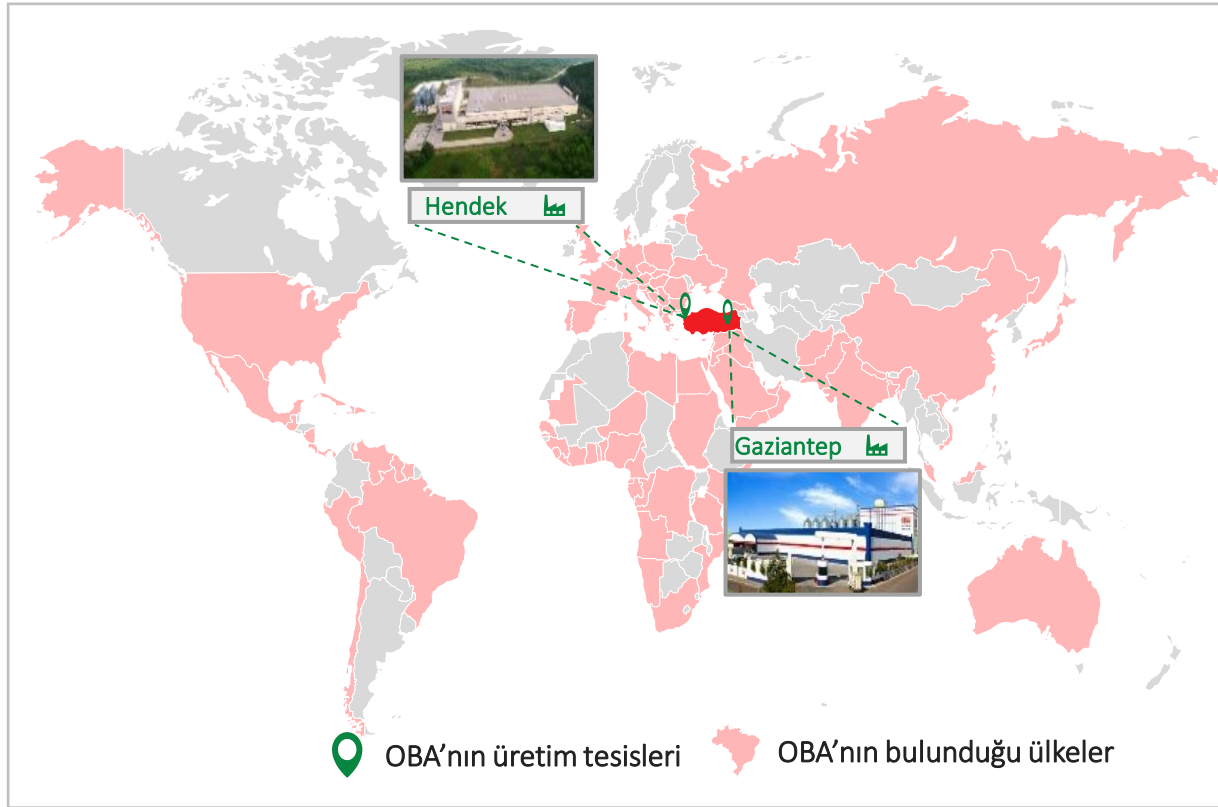 Hendek
Gaziantep
OBA’nın üretim tesisleri
OBA’nın bulunduğu ülkeler